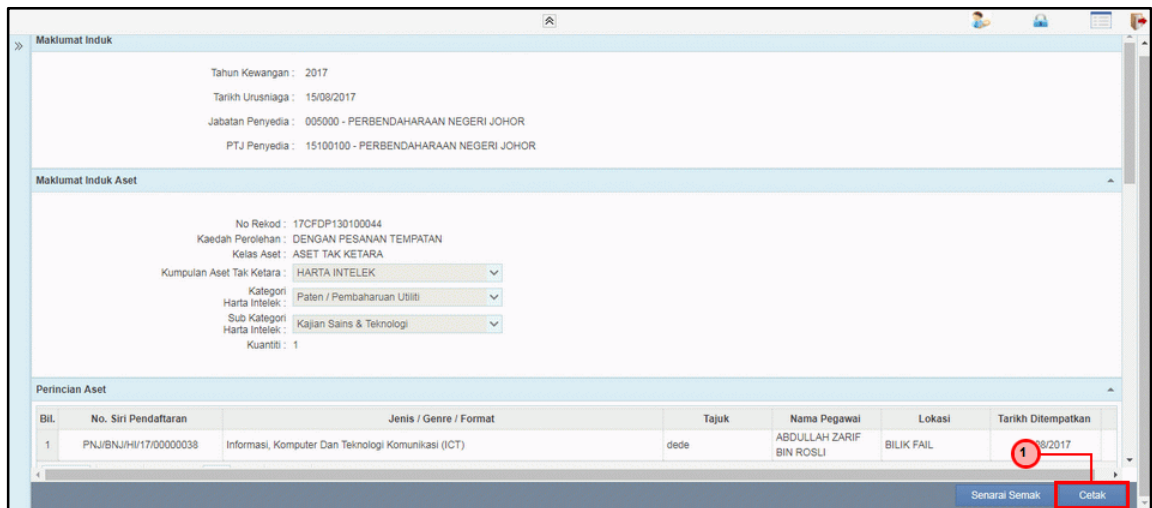 Maklumat Induk
Tahun Kewangan : 2017
Tarikh Urusniaga : 15/08/2017
Jabatan Penyedia : 005000 - PERBENDAHARAAN NEGERI JOHOR
PTJ Penyedia : 15100100 - PERBENDAHARAAN NEGERI JOHOR
Maklumat Induk Aset
No Rekod : 17CFDP130100044
Kaedah Perolehan : DENGAN PESANAN TEMPATAN
Kelas Aset : ASET TAK KETARA
Kumpulan Aset Tak Ketara : HARTA INTELEK
Kategori
Harta Intelek : Paten / Pembaharuan Utiliti
Sub Kategori
Harta Intelek : Kajian Sains & Teknologi
Kuantiti : 1
Perincian Aset
Bil. No. Siri Pendaftaran Jenis / Genre / Format Tajuk Nama Pegawai Lokasi Tarikh Ditempatkan
1 PNJ/BNJ/HI/17/00000038 Informasi, Komputer Dan Teknologi Komunikasi (ICT) dede ABDULLAH ZARIF BILIK FAIL 08/2017
BIN ROSLI
1
Senarai Semak Cetak